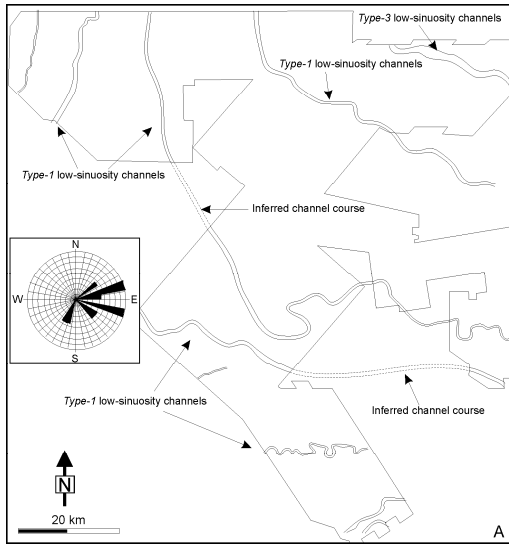 Type-3 low-sinuosity channels
Type-1 low-sinuosity channels
Type-1 low-sinuosity channels
Inferred channel course
N
W
E
S
Type-1 low-sinuosity channels
Inferred channel course
N
20 km
A